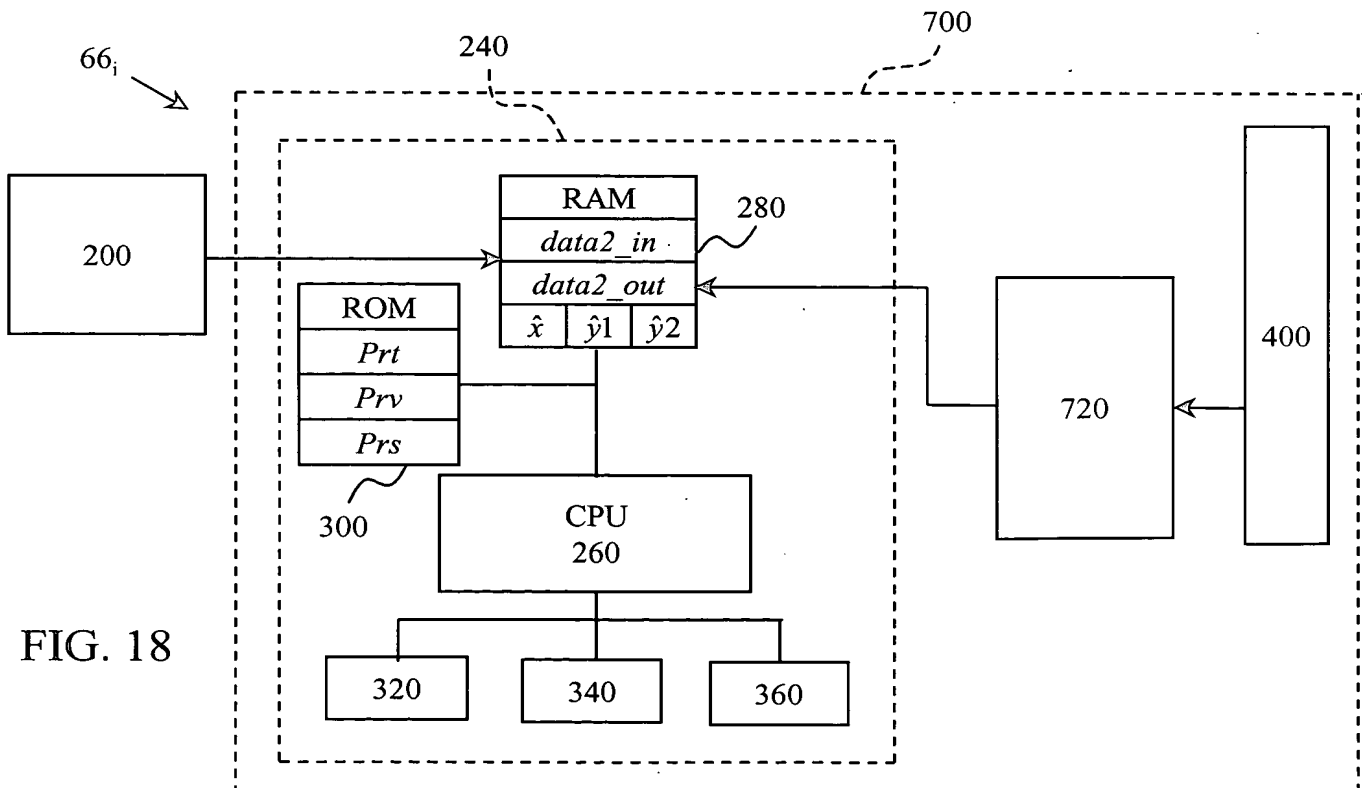 700
240
66i
RAM
280
data2_in
200
data2_out
ROM
x̂ ŷ1 ŷ2
400
Prt
720
Prv
Prs
300
CPU
260
FIG. 18
320 340 360